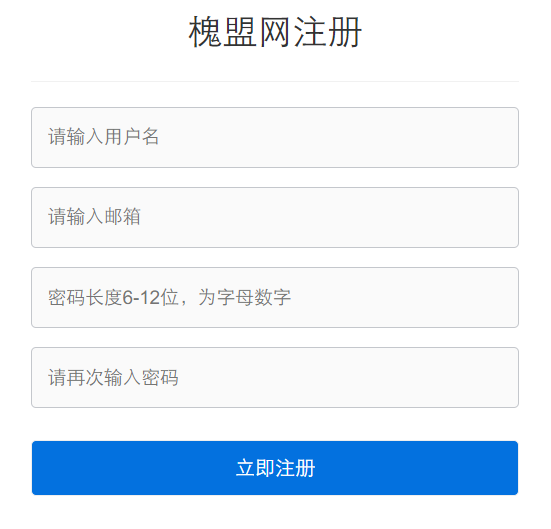 槐盟网注册
请输入用户名
请输入邮箱
密码长度6-12位，为字母数字
请再次输入密码
立即注册